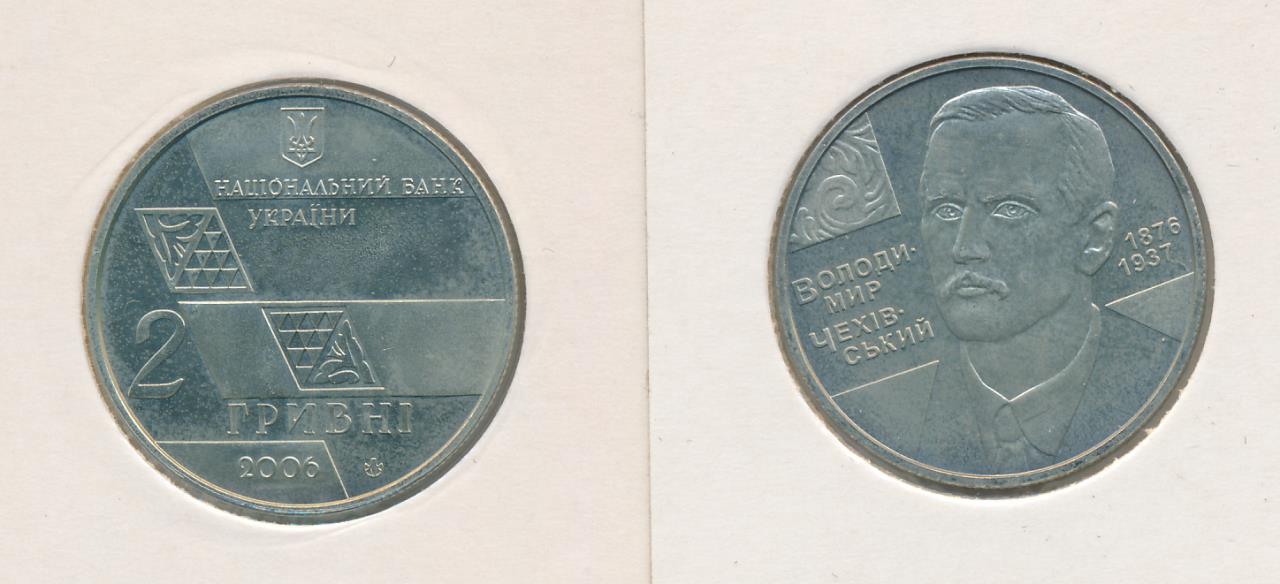 НАЦІОНАЛЬНИЙ БАНК
УКРАЇНИ
2
ГРИВНІ
2006
ВОЛОДИ-
МИР
ЧЕХІВ-
СЬКИЙ
1876
1937